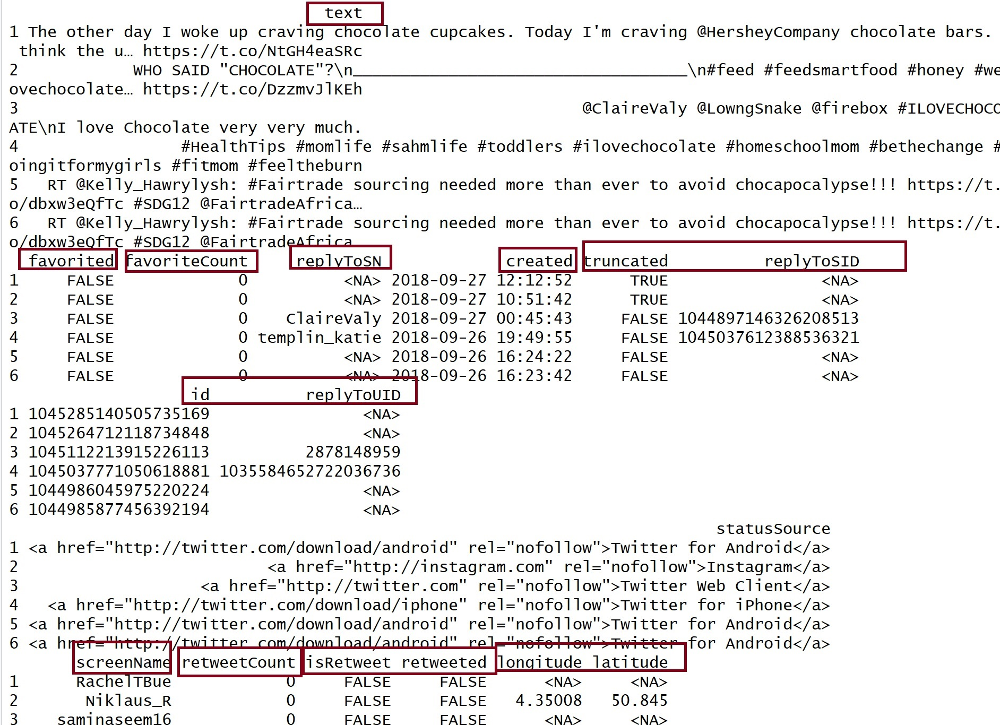 text
1 The other day I woke up craving chocolate cupcakes. Today I'm craving @HersheyCompany chocolate bars.
think the u… https://t.co/NtGH4eaSRc
2 WHO SAID "CHOCOLATE"?\n___________________________________\n#feed #feedsmartfood #honey #we
ovechocolate… https://t.co/DzzmvJlKEh
3 @ClaireValy @LowngSnake @firebox #ILOVECHOCO
ATE\nI love Chocolate very very much.
4 #HealthTips #momlife #sahmlife #toddlers #ilovechocolate #homeschoolmom #bethechange #
oingitformygirls #fitmom #feeltheburn
5 RT @Kelly_Hawrylysh: #Fairtrade sourcing needed more than ever to avoid chocapocalypse!!! https://t.
o/dbxw3eQfTc #SDG12 @FairtradeAfrica…
6 RT @Kelly_Hawrylysh: #Fairtrade sourcing needed more than ever to avoid chocapocalypse!!! https://t.
o/dbxw3eQfTc #SDG12 @FairtradeAfrica
favorited favoriteCount replyToSN created truncated replyToSID
1 FALSE 0 <NA> 2018-09-27 12:12:52 TRUE <NA>
2 FALSE 0 <NA> 2018-09-27 10:51:42 TRUE <NA>
3 FALSE 0 ClaireValy 2018-09-27 00:45:43 FALSE 1044897146326208513
4 FALSE 0 templin_katie 2018-09-26 19:49:55 FALSE 1045037612388536321
5 FALSE 0 <NA> 2018-09-26 16:24:22 FALSE <NA>
6 FALSE 0 <NA> 2018-09-26 16:23:42 FALSE <NA>
id replyToUID
1 1045285140505735169 <NA>
2 1045264712118734848 <NA>
3 1045112213915226113 2878148959
4 1045037771050618881 1035584652722036736
5 1044986045975220224 <NA>
6 1044985877456392194 <NA>
statusSource
1 <a href="http://twitter.com/download/android" rel="nofollow">Twitter for Android</a>
2 <a href="http://instagram.com" rel="nofollow">Instagram</a>
3 <a href="http://twitter.com" rel="nofollow">Twitter Web Client</a>
4 <a href="http://twitter.com/download/iphone" rel="nofollow">Twitter for iPhone</a>
5 <a href="http://twitter.com/download/android" rel="nofollow">Twitter for Android</a>
6 <a href="http://twitter.com/download/android" rel="nofollow">Twitter for Android</a>
screenName retweetCount isRetweet retweeted longitude latitude
1 RachelTBue 0 FALSE FALSE <NA> <NA>
2 Niklaus_R 0 FALSE FALSE 4.35008 50.845
3 saminaseem16 0 FALSE FALSE <NA> <NA>